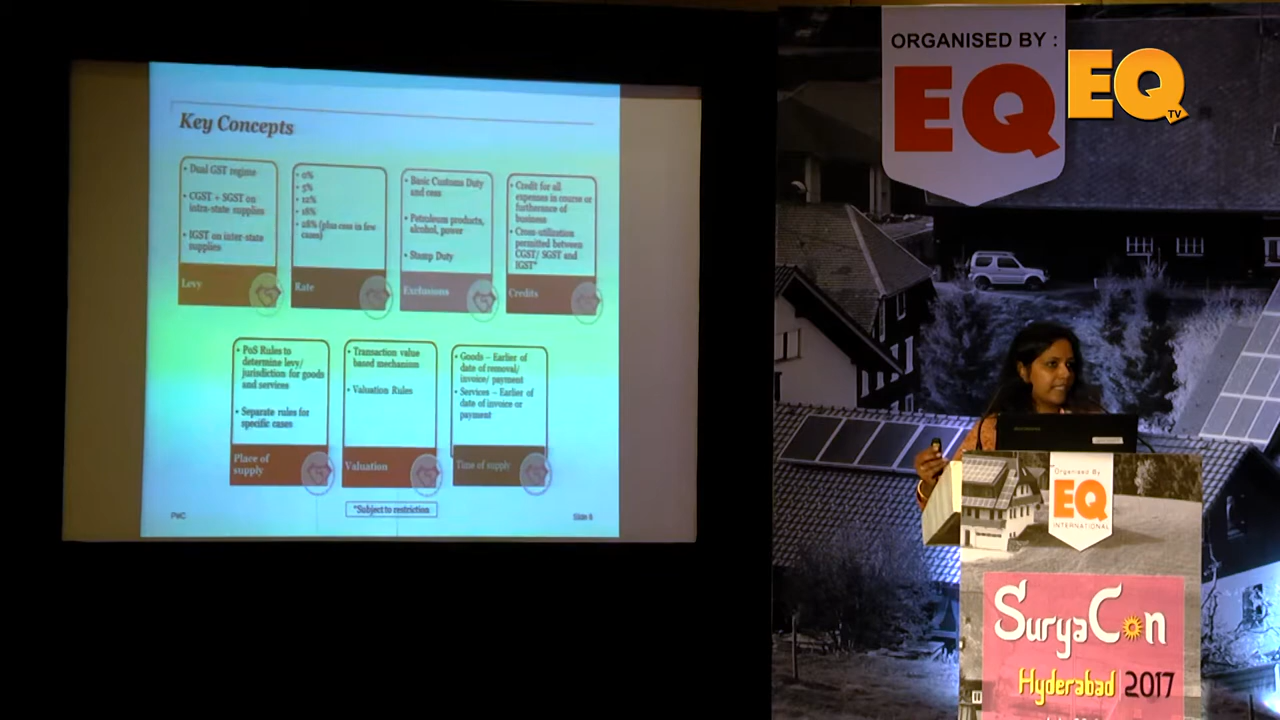 Key Concepts
• Dual GST regime
• CGST + SGST on
intra-state supplies
• IGST on inter-state
supplies
Levy
• 0%
• 5%
• 12%
• 18%
• 28% (plus cess in few
cases)
Rate
• Basic Customs Duty
and cess
• Petroleum products,
alcohol, power
• Stamp Duty
Exclusions
• Credit for all
expenses in course or
furtherance of
business
• Cross-utilization
permitted between
CGST/ SGST and
IGST*
Credits
• PoS Rules to
determine levy/
jurisdiction for goods
and services
• Separate rules for
specific cases
Place of
supply
• Transaction value
based mechanism
• Valuation Rules
Valuation
• Goods – Earlier of
date of removal/
invoice/ payment
• Services – Earlier of
date of invoice or
payment
Time of supply
*Subject to restriction
PwC
Slide 8
ORGANISED BY :
EQ
EQ
TV
Organised By
EQ
INTERNATIONAL
SuryaCon
Hyderabad 2017